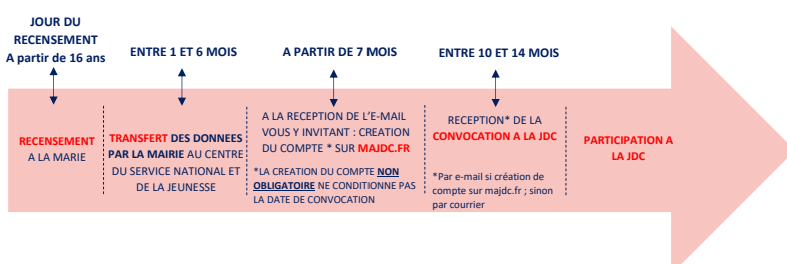 JOUR DU
RECENSEMENT
A partir de 16 ans
ENTRE 1 ET 6 MOIS
A PARTIR DE 7 MOIS
ENTRE 10 ET 14 MOIS
RECENSEMENT
A LA MARIE
TRANSFERT DES DONNEES
PAR LA MAIRIE AU CENTRE
DU SERVICE NATIONAL ET
DE LA JEUNESSE
A LA RECEPTION DE L'E-MAIL
VOUS Y INVITANT : CREATION
DU COMPTE * SUR MAJDC.FR
*LA CREATION DU COMPTE NON
OBLIGATOIRE NE CONDITIONNE PAS
LA DATE DE CONVOCATION
RECEPTION* DE LA
CONVOCATION A LA JDC
*Par e-mail si création de
compte sur majdc.fr ; sinon
par courrier
PARTICIPATION A
LA JDC